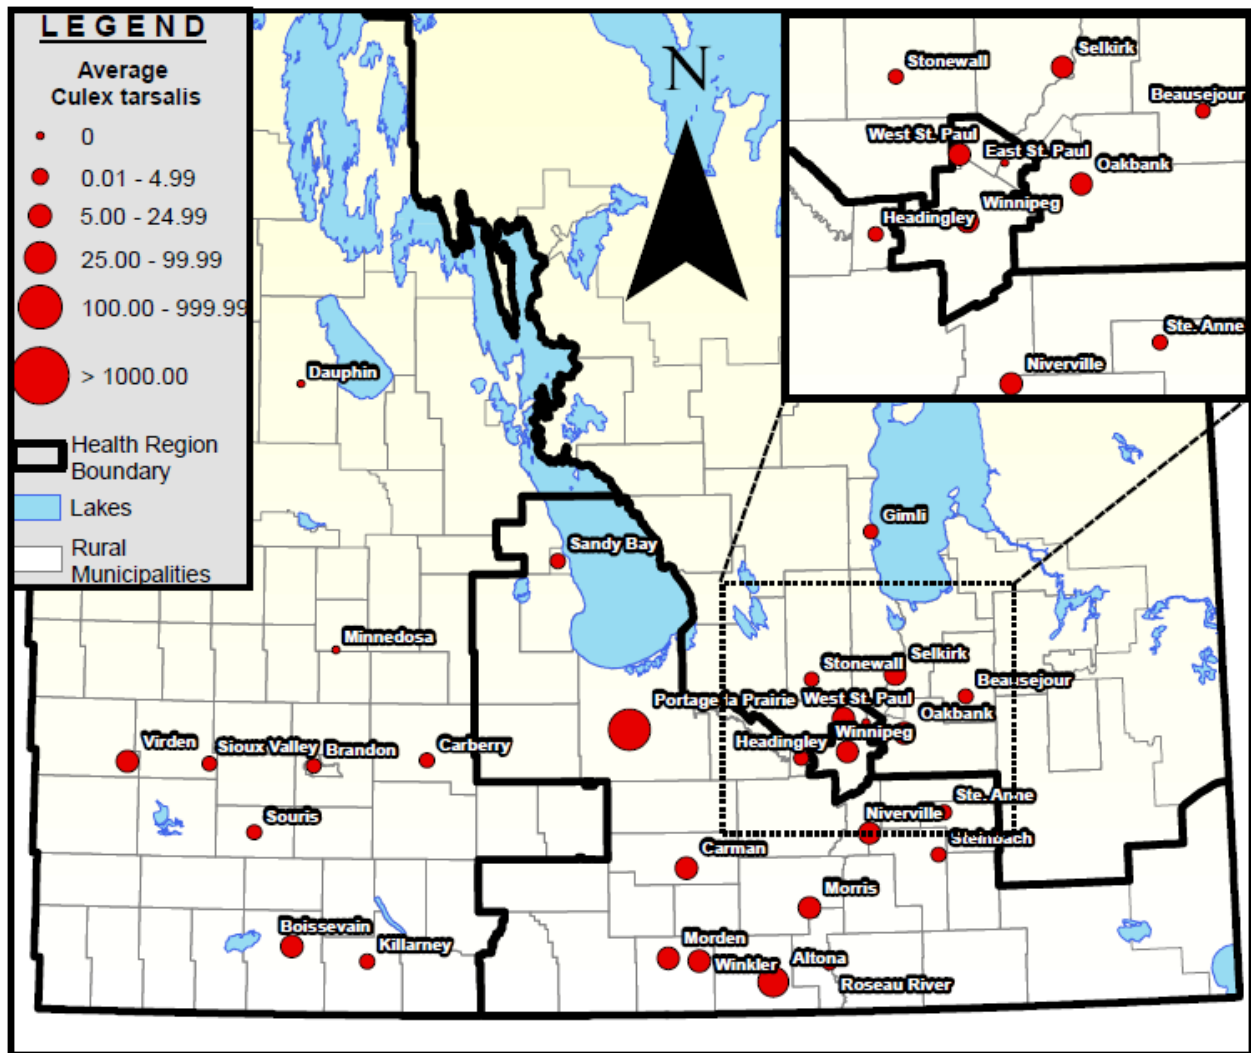 LEGEND
Average
Culex tarsalis
0
0.01 - 4.99
5.00 - 24.99
25.00 - 99.99
100.00 - 999.99
> 1000.00
Health Region
Boundary
Lakes
Rural
Municipalities
N
Stonewall
Selkirk
Beausejour
West St. Paul
East St. Paul
Oakbank
Winnipeg
Headingley
Ste. Anne
Niverville
Dauphin
Gimli
Sandy Bay
Minnedosa
Stonewall
Selkirk
Beausejour
Portage la Prairie
West St. Paul
Oakbank
Winnipeg
Headingley
Virden
Sioux Valley
Brandon
Carberry
Souris
Ste. Anne
Niverville
Steinbach
Carman
Morris
Boissevain
Killarney
Morden
Winkler
Altona
Roseau River